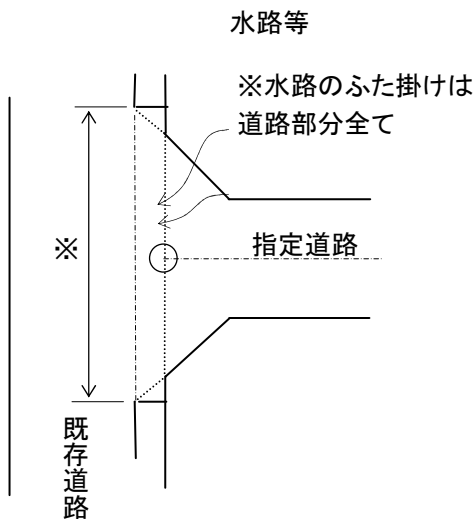 水路等
※水路のふた掛けは
道路部分全て
※
指定道路
既存道路